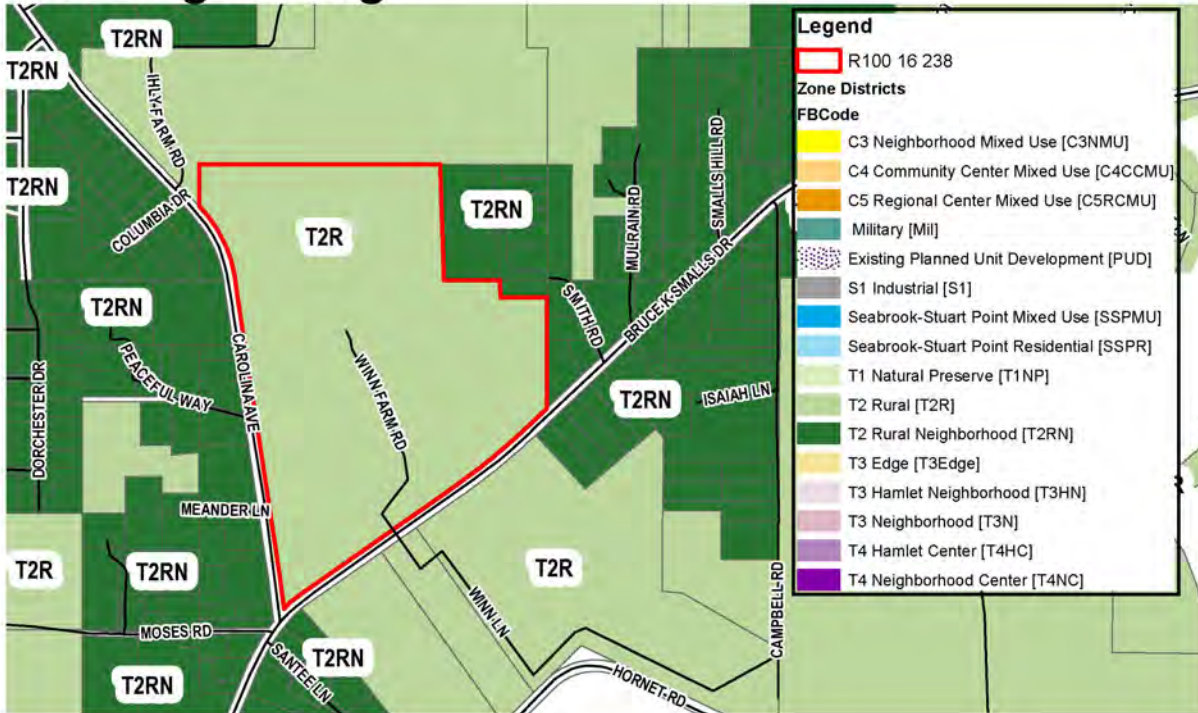 T2RN
T2RN
T2RN
IHLY-FARM-RD
COLUMBIA DR
T2R
T2RN
MULRAIN-RD
SMALLS-HILL-RD
BRUCE-K-SMALLS-DR
SMITH-RD
T2RN
PEACEFUL-WAY
CAROLINA-AVE
WINN-FARM-RD
T2RN
ISAIAH LN
DORCHESTER DR
MEANDER-LN
T2R
T2RN
T2R
WINN-LN
CAMPBELL-RD
MOSES RD
T2RN
SANTEE LN
T2RN
HORNET-RD
Legend
R100 16 238
Zone Districts
FBCode
C3 Neighborhood Mixed Use [C3NMU]
C4 Community Center Mixed Use [C4CCMU]
C5 Regional Center Mixed Use [C5RCMU]
Military [Mil]
Existing Planned Unit Development [PUD]
S1 Industrial [S1]
Seabrook-Stuart Point Mixed Use [SSPMU]
Seabrook-Stuart Point Residential [SSPR]
T1 Natural Preserve [T1NP]
T2 Rural [T2R]
T2 Rural Neighborhood [T2RN]
T3 Edge [T3Edge]
T3 Hamlet Neighborhood [T3HN]
T3 Neighborhood [T3N]
T4 Hamlet Center [T4HC]
T4 Neighborhood Center [T4NC]